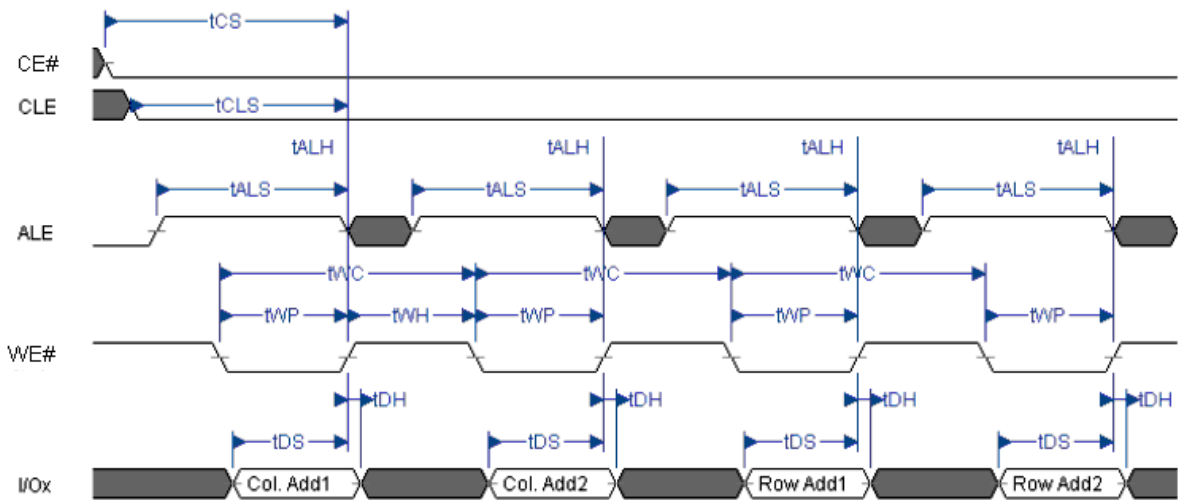 tCS
CE#
CLE
tCLS
tALH tALH tALH tALH
tALS tALS tALS tALS
ALE
tWC tWC tWC
tWP tWH tWP tWP tWP
WE#
tDH tDH tDH tDH
tDS tDS tDS tDS
I/Ox Col. Add1 Col. Add2 Row Add1 Row Add2